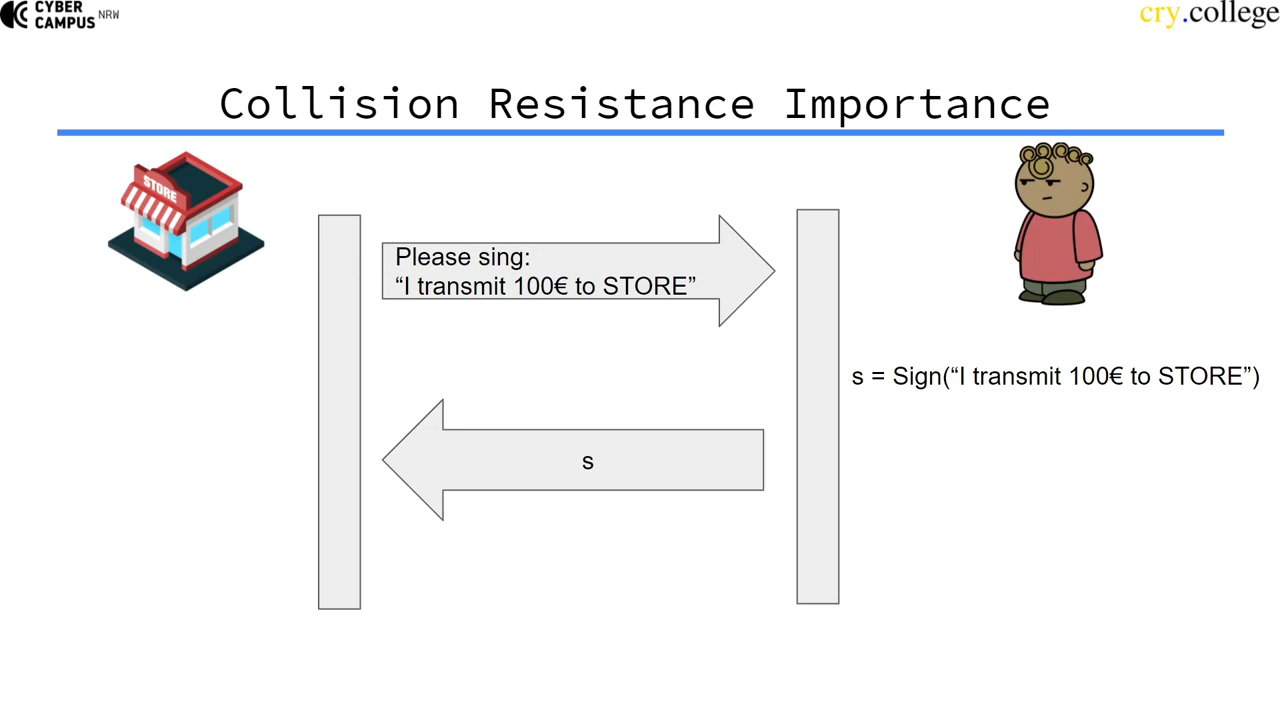 CYBER
CAMPUS NRW
cry.college
Collision Resistance Importance
STORE
Please sing:
“I transmit 100€ to STORE”
s = Sign(“I transmit 100€ to STORE”)
s